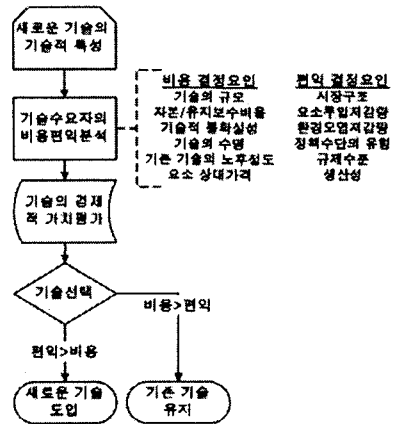 새로운 기술의
기술적 특성
기술수요자의
비용편익분석
비용 결정요인
기술의 규모
자본/유지보수비율
기술적 불확실성
기술의 수명
기존 기술의 노후정도
요소 상대가격
편익 결정요인
시장구조
요소투입저감량
환경오염저감량
정책수단의 유형
규제수준
생산성
기술의 경제
적 가치평가
기술선택
비용>편익
편익>비용
새로운 기술
도입
기존 기술
유지